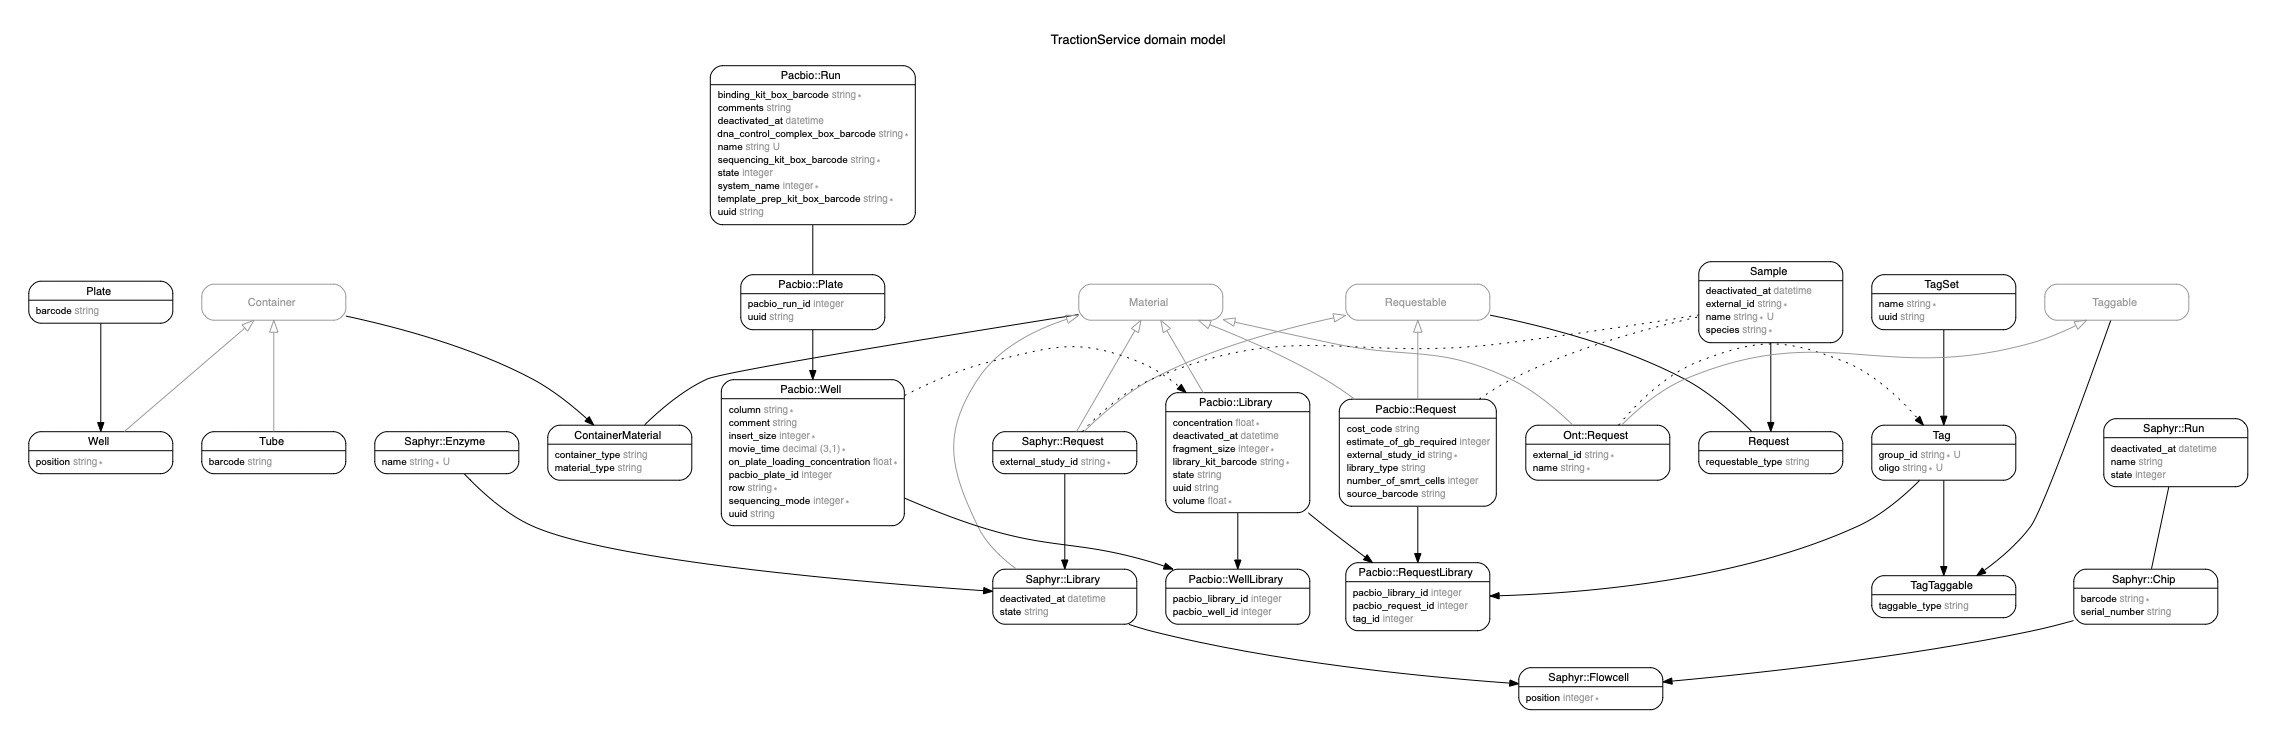 TractionService domain model
Pacbio::Run
binding_kit_box_barcode string *
comments string
deactivated_at datetime
dna_control_complex_box_barcode string *
name string U
sequencing_kit_box_barcode string *
state integer
system_name integer *
template_prep_kit_box_barcode string *
uuid string
Plate
barcode string
Container
Pacbio::Plate
pacbio_run_id integer
uuid string
Material
Requestable
Sample
deactivated_at datetime
external_id string *
name string * U
species string *
TagSet
name string *
uuid string
Taggable
Well
position string *
Tube
barcode string
Saphyr::Enzyme
name string * U
ContainerMaterial
container_type string
material_type string
Pacbio::Well
column string *
comment string
insert_size integer *
movie_time decimal (3,1) *
on_plate_loading_concentration float *
pacbio_plate_id integer
row string *
sequencing_mode integer *
uuid string
Saphyr::Request
external_study_id string *
Pacbio::Library
concentration float *
deactivated_at datetime
fragment_size integer *
library_kit_barcode string *
state string
uuid string
volume float *
Pacbio::Request
cost_code string
estimate_of_gb_required integer
external_study_id string *
library_type string
number_of_smrt_cells integer
source_barcode string
Ont::Request
external_id string *
name string *
Request
requestable_type string
Tag
group_id string * U
oligo string * U
Saphyr::Run
deactivated_at datetime
name string
state integer
Saphyr::Library
deactivated_at datetime
state string
Pacbio::WellLibrary
pacbio_library_id integer
pacbio_well_id integer
Pacbio::RequestLibrary
pacbio_library_id integer
pacbio_request_id integer
tag_id integer
TagTaggable
taggable_type string
Saphyr::Chip
barcode string *
serial_number string
Saphyr::Flowcell
position integer *